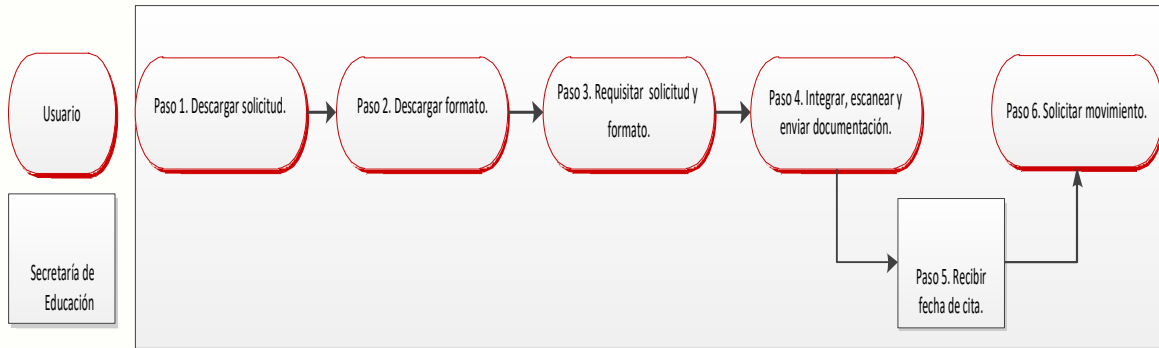 Usuario
Paso 1. Descargar solicitud.
Paso 2. Descargar formato.
Paso 3. Requisitar solicitud y
formato.
Paso 4. Integrar, escanear y
enviar documentación.
Paso 6. Solicitar movimiento.
Secretaría de
Educación
Paso 5. Recibir
fecha de cita.